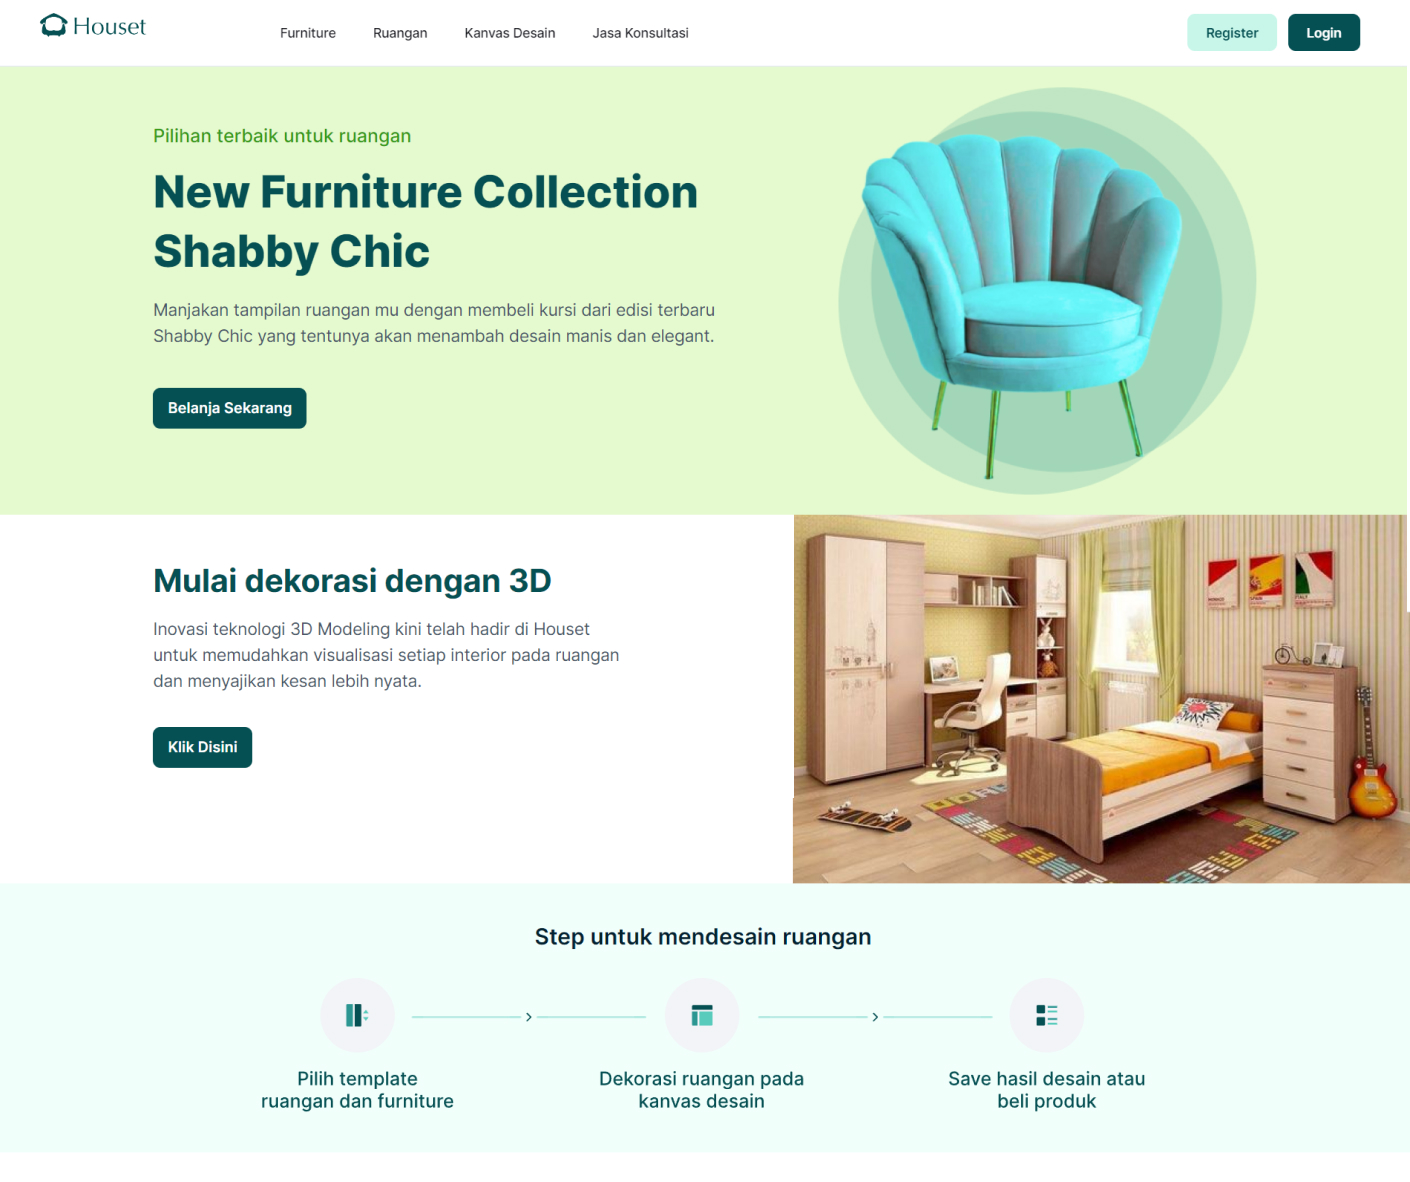 Houset
Furniture
Ruangan
Kanvas Desain
Jasa Konsultasi
Register
Login
Pilihan terbaik untuk ruangan
New Furniture Collection
Shabby Chic
Manjakan tampilan ruangan mu dengan membeli kursi dari edisi terbaru
Shabby Chic yang tentunya akan menambah desain manis dan elegant.
Belanja Sekarang
Mulai dekorasi dengan 3D
Inovasi teknologi 3D Modeling kini telah hadir di Houset
untuk memudahkan visualisasi setiap interior pada ruangan
dan menyajikan kesan lebih nyata.
Klik Disini
MONACO
SPAIN
ITALY
Step untuk mendesain ruangan
Pilih template
ruangan dan furniture
Dekorasi ruangan pada
kanvas desain
Save hasil desain atau
beli produk